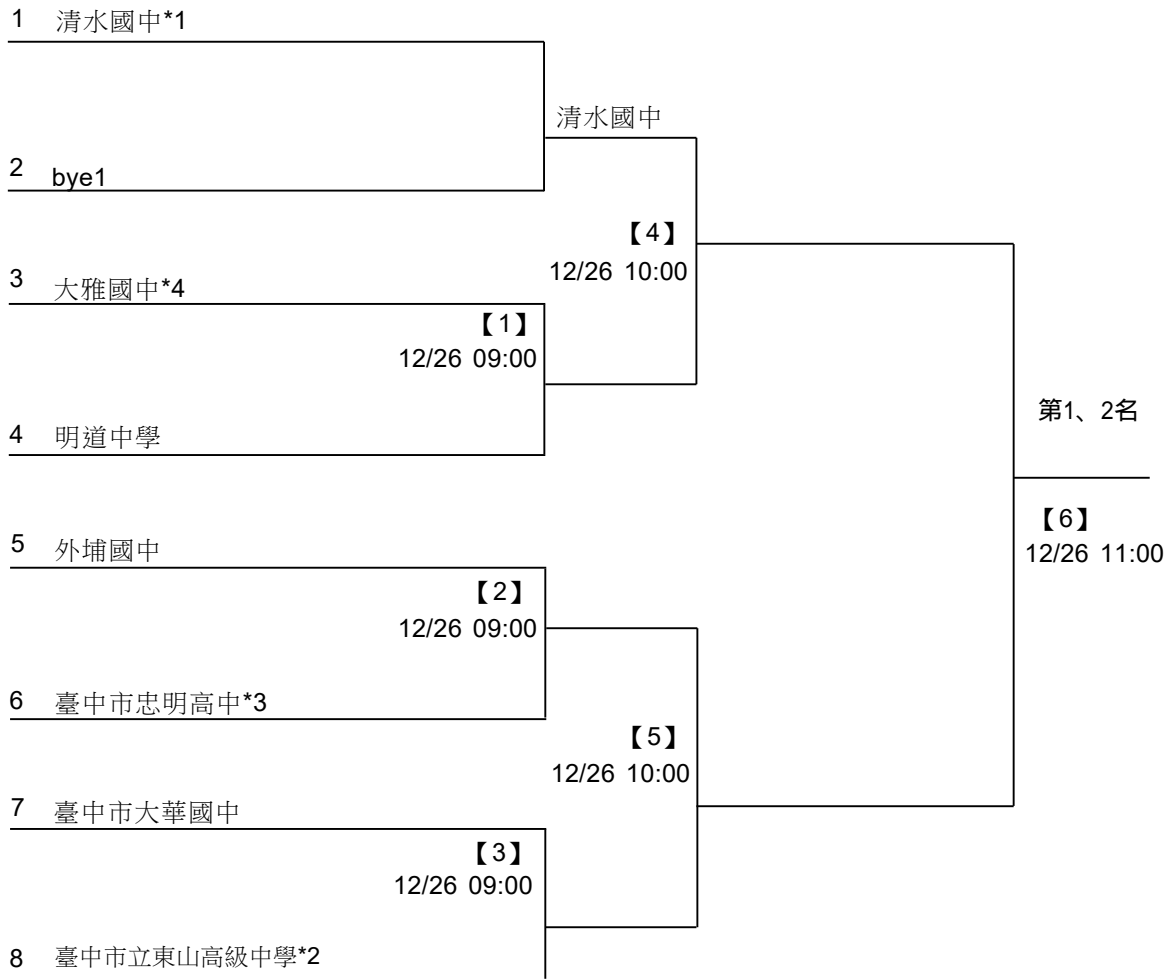 1 清水國中*1
清水國中
2 bye1
【4】
12/26 10:00
3 大雅國中*4
【1】
12/26 09:00
第1、2名
4 明道中學
【6】
12/26 11:00
5 外埔國中
【2】
12/26 09:00
6 臺中市忠明高中*3
【5】
12/26 10:00
7 臺中市大華國中
【3】
12/26 09:00
8 臺中市立東山高級中學*2